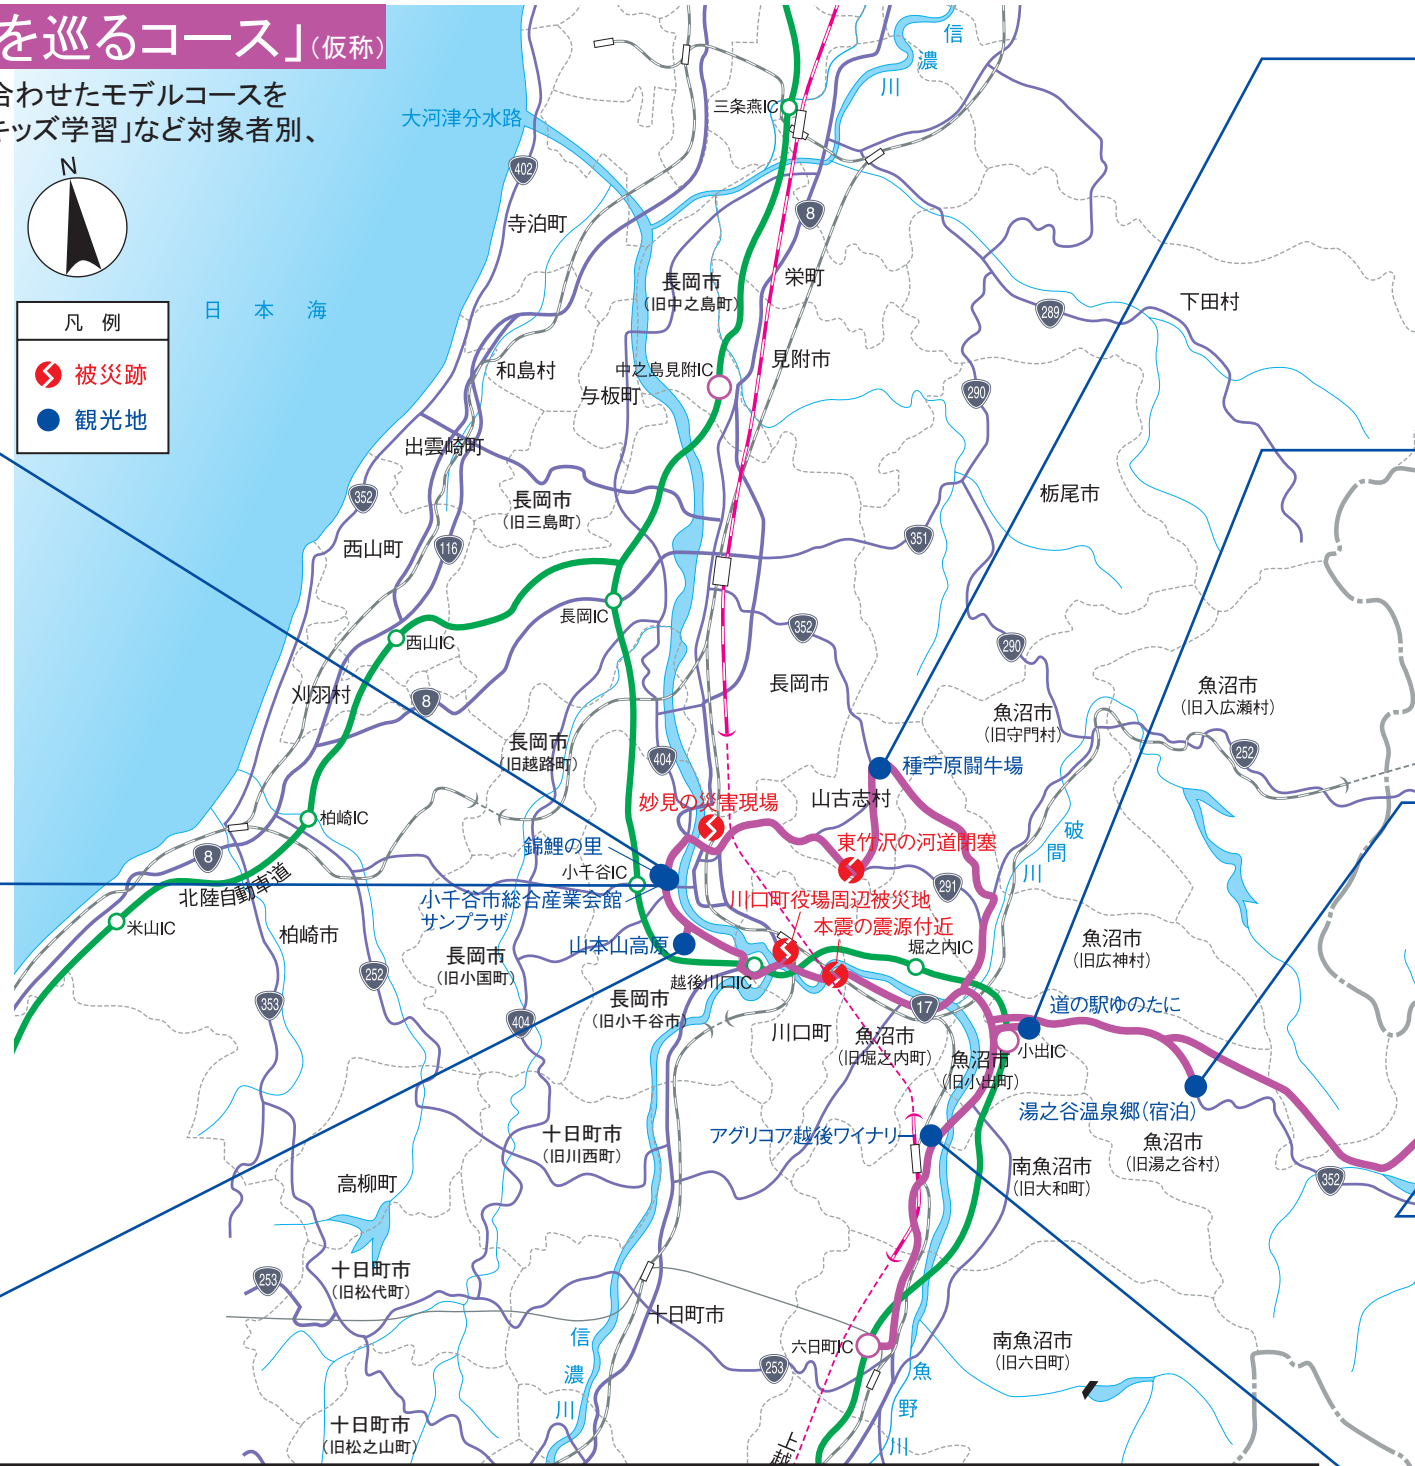 を巡るコース」(仮称)
合わせたモデルコースを
キッズ学習」など対象者別、
N
凡 例
被災跡
観光地
日 本 海
大河津分水路
信濃川
三条燕IC
402
8
寺泊町
長岡市
(旧中之島町)
栄町
289
下田村
和島村
与板町
中之島見附IC
見附市
290
出雲崎町
352
長岡市
(旧三島町)
栃尾市
116
西山町
351
長岡IC
西山IC
352
290
刈羽村
8
長岡市
魚沼市
(旧入広瀬村)
魚沼市
(旧守門村)
252
長岡市
(旧越路町)
404
種苧原闘牛場
妙見の災害現場
山古志村
柏崎IC
破間川
東竹沢の河道閉塞
錦鯉の里
8
小千谷IC
北陸自動車道
291
小千谷市総合産業会館
サンプラザ
川口町役場周辺被災地
本震の震源付近
米山IC
柏崎市
山本山高原
堀之内IC
魚沼市
(旧広神村)
長岡市
(旧小国町)
252
353
越後川口IC
長岡市
(旧小千谷市)
404
17
道の駅ゆのたに
川口町
魚沼市
(旧堀之内町)
小出IC
魚沼市
(旧小出町)
湯之谷温泉郷(宿泊)
アグリコア越後ワイナリー
十日町市
(旧川西町)
魚沼市
(旧湯之谷村)
南魚沼市
(旧大和町)
352
高柳町
十日町市
(旧松代町)
253
十日町市
信濃川
六日町IC
253
南魚沼市
(旧六日町)
魚野川
十日町市
(旧松之山町)
上越